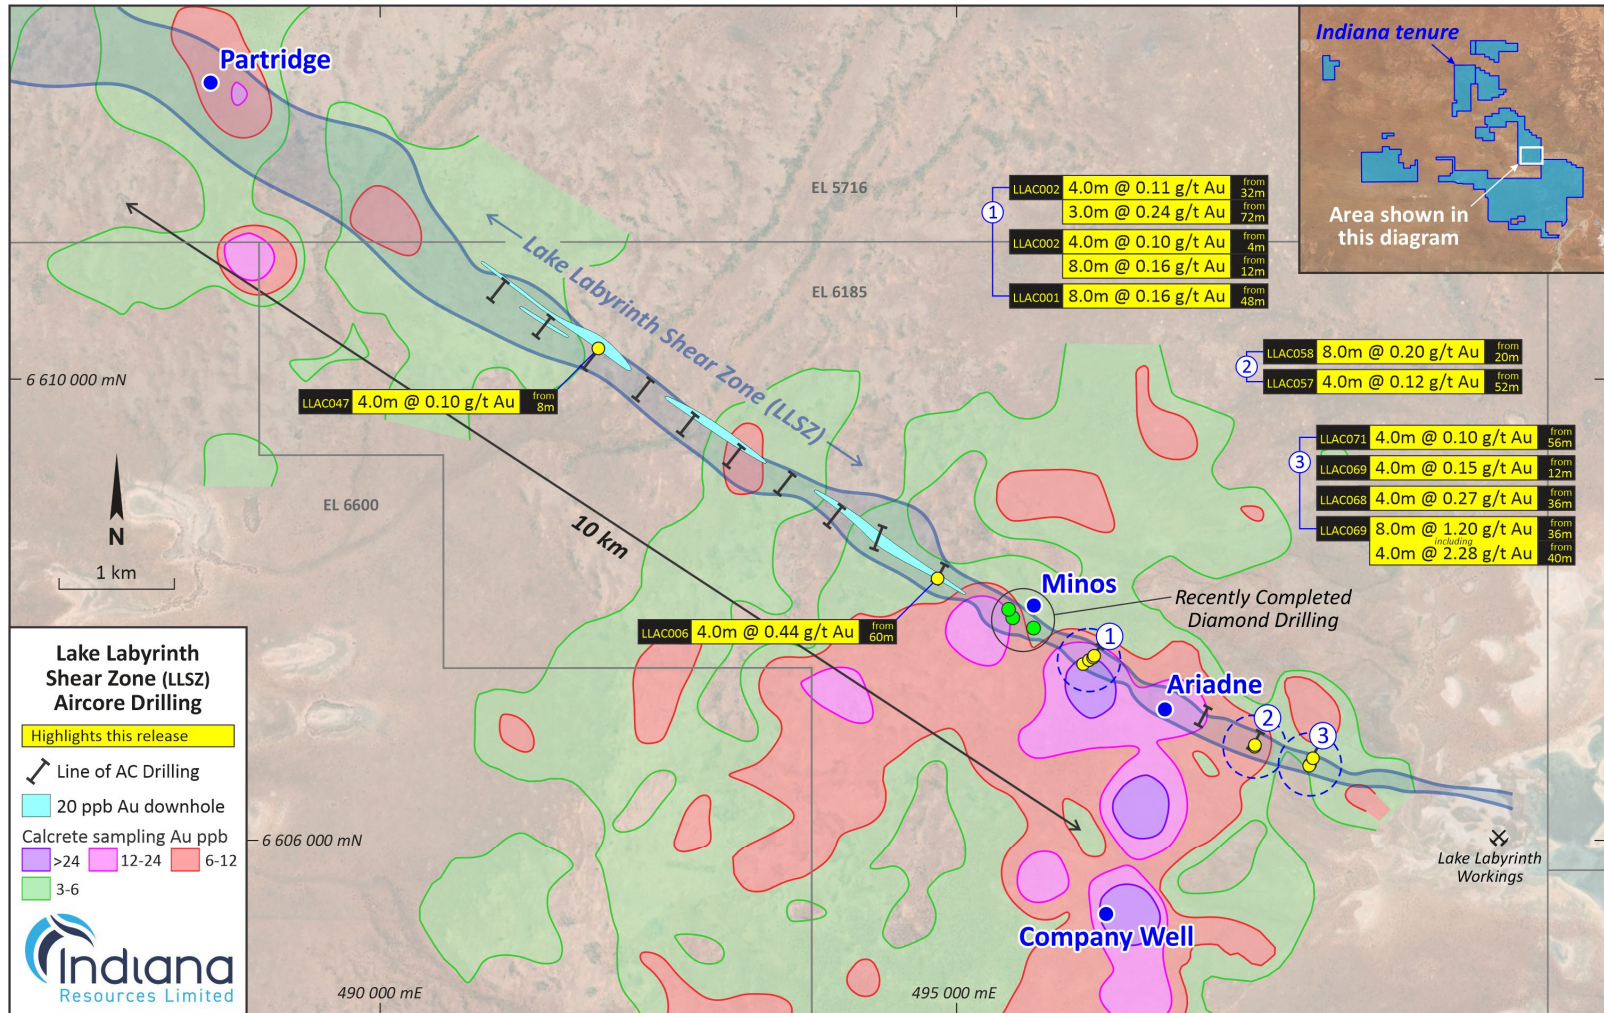 Partridge
Indiana tenure
Area shown in
this diagram
EL 5716
EL 6185
EL 6600
Lake Labyrinth Shear Zone (LLSZ)
1
LLAC002 4.0m @ 0.11 g/t Au from 32m
3.0m @ 0.24 g/t Au from 72m
LLAC002 4.0m @ 0.10 g/t Au from 4m
8.0m @ 0.16 g/t Au from 12m
LLAC001 8.0m @ 0.16 g/t Au from 48m
2
LLAC058 8.0m @ 0.20 g/t Au from 20m
LLAC057 4.0m @ 0.12 g/t Au from 52m
3
LLAC071 4.0m @ 0.10 g/t Au from 56m
LLAC069 4.0m @ 0.15 g/t Au from 12m
LLAC068 4.0m @ 0.27 g/t Au from 36m
LLAC069 8.0m @ 1.20 g/t Au from 36m
including
4.0m @ 2.28 g/t Au from 40m
6 610 000 mN
LLAC047 4.0m @ 0.10 g/t Au from 8m
10 km
N
1 km
LLAC006 4.0m @ 0.44 g/t Au from 60m
Minos
Recently Completed
Diamond Drilling
1
Ariadne
2
3
Lake Labyrinth
Workings
Company Well
6 606 000 mN
490 000 mE
495 000 mE
Lake Labyrinth
Shear Zone (LLSZ)
Aircore Drilling
Highlights this release
Line of AC Drilling
20 ppb Au downhole
Calcrete sampling Au ppb
>24 12-24 6-12
3-6
Indiana
Resources Limited